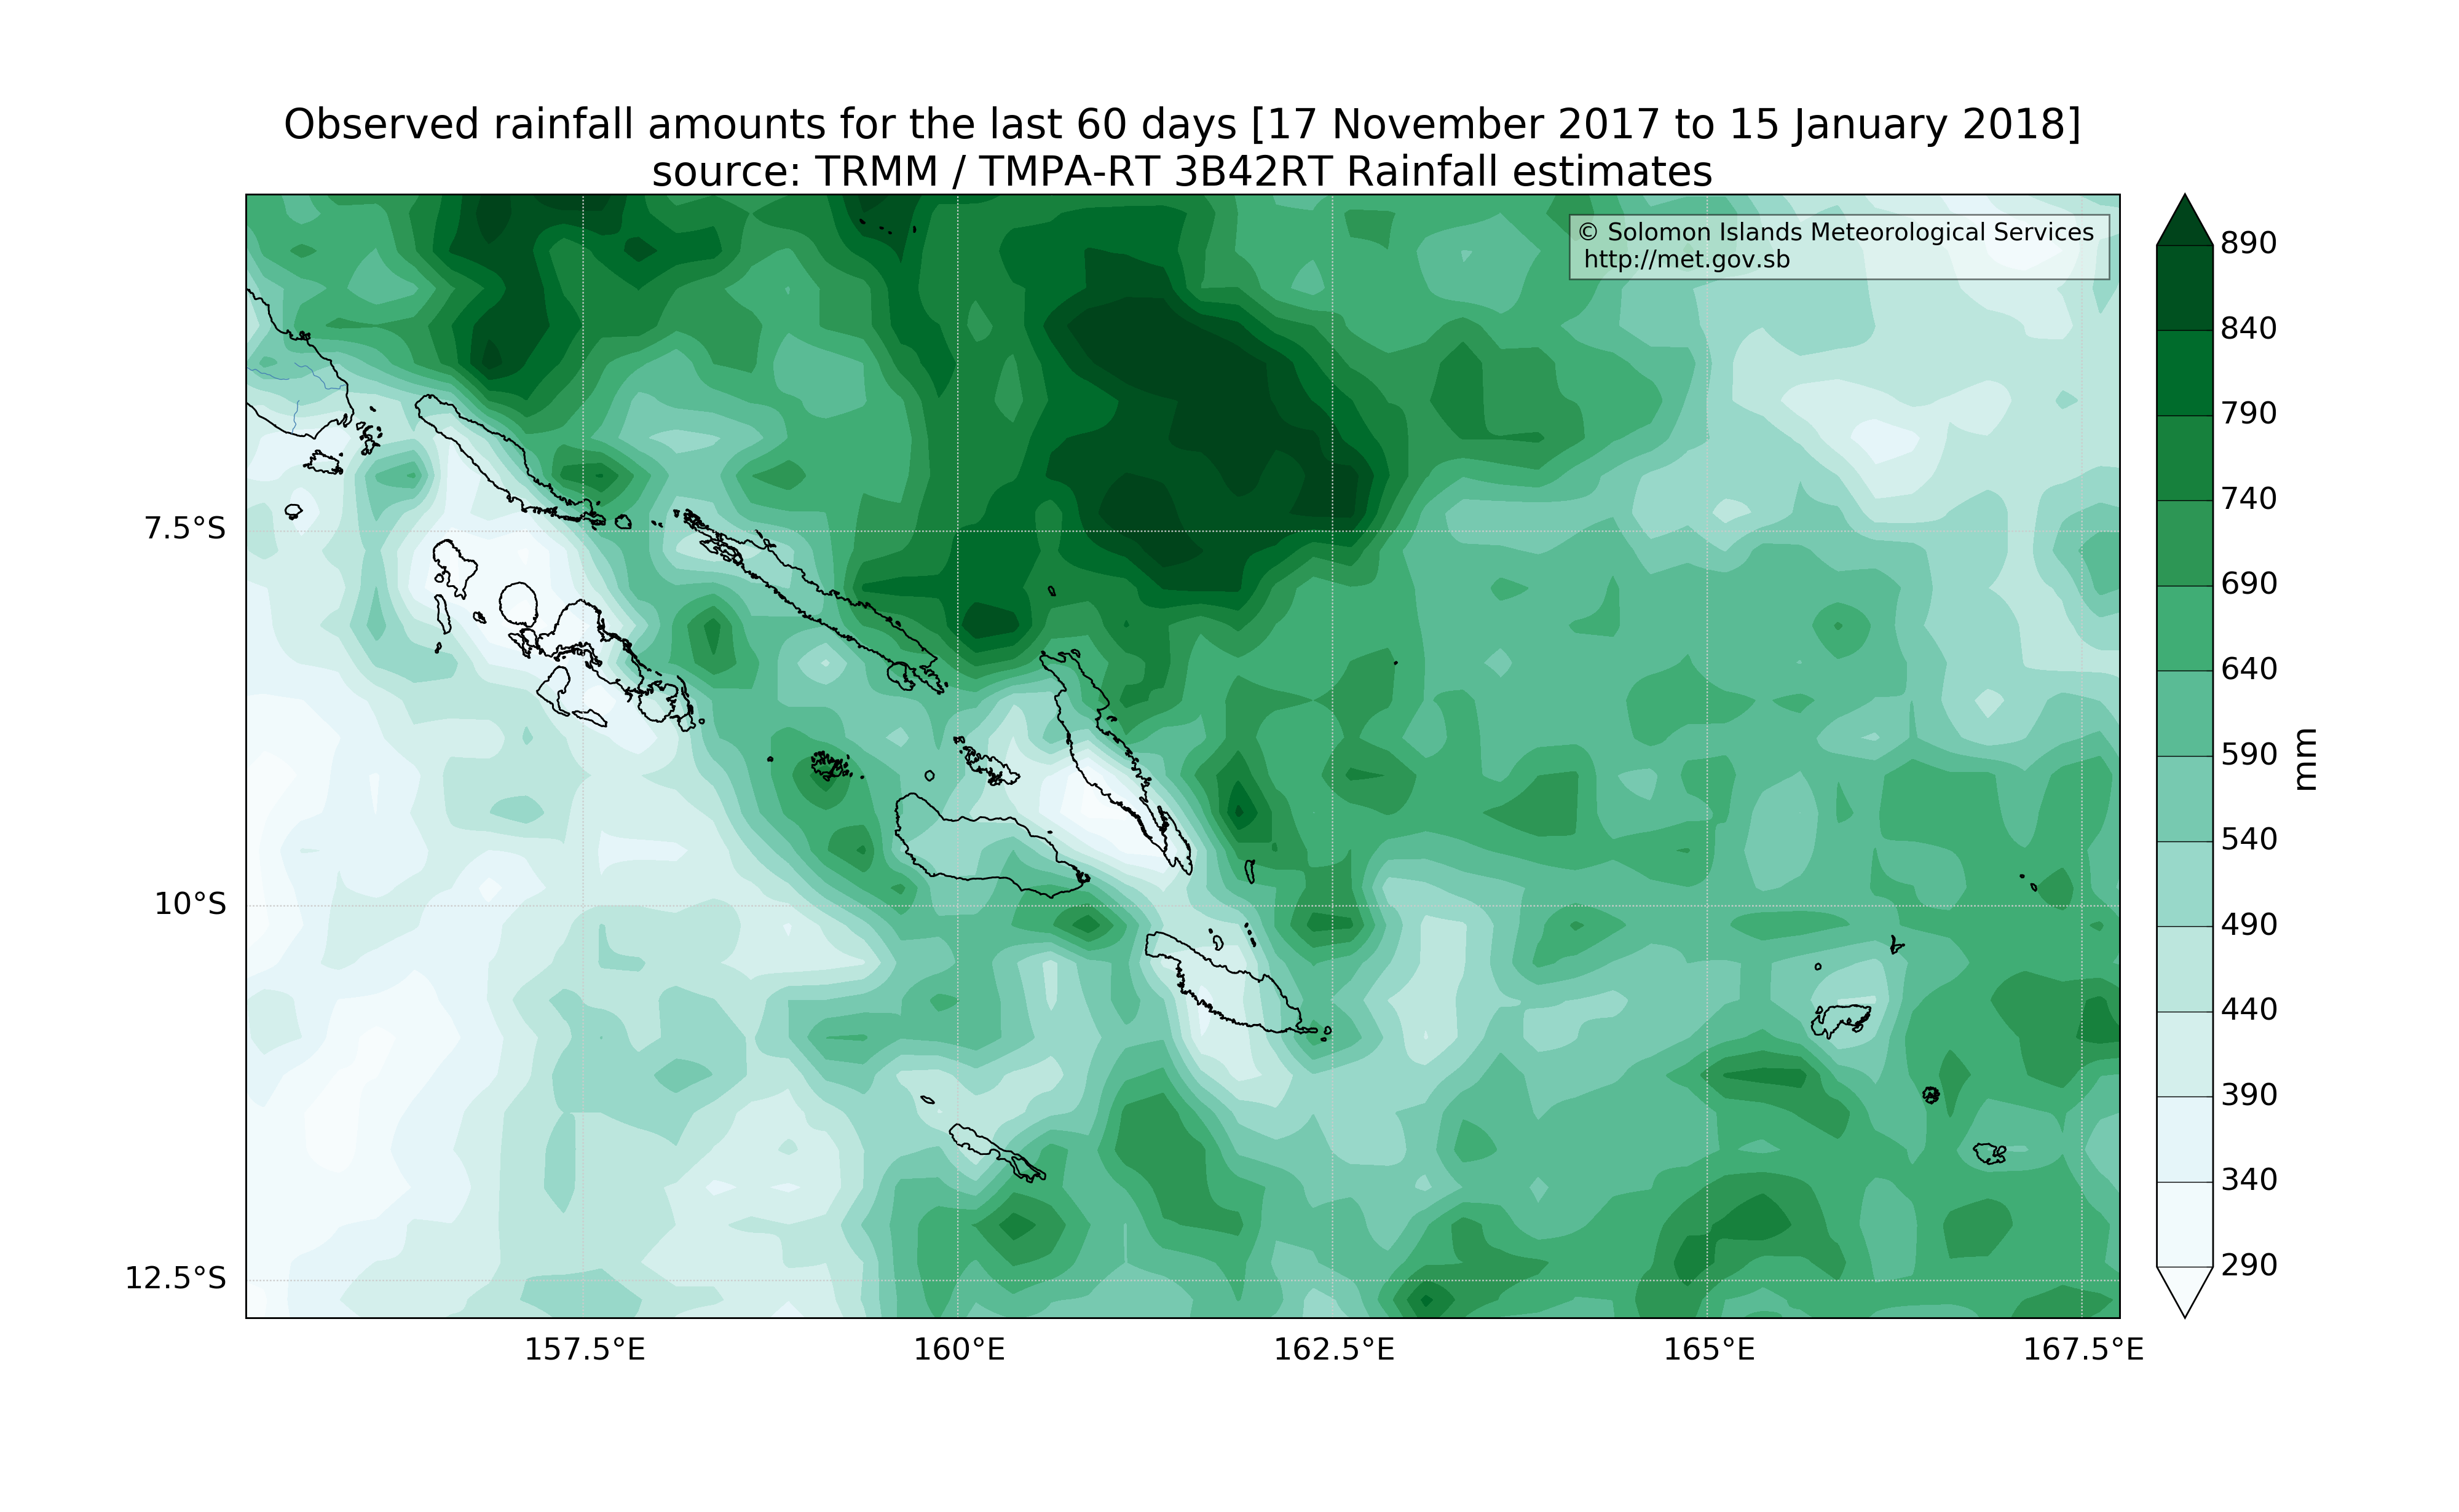 Observed rainfall amounts for the last 60 days [17 November 2017 to 15 January 2018]
source: TRMM / TMPA-RT 3B42RT Rainfall estimates
© Solomon Islands Meteorological Services
http://met.gov.sb
7.5°S
10°S
12.5°S
157.5°E
160°E
162.5°E
165°E
167.5°E
890
840
790
740
690
640
590
540
490
440
390
340
290
mm